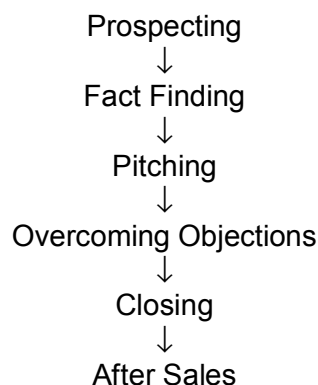 Prospecting
↓
Fact Finding
↓
Pitching
↓
Overcoming Objections
↓
Closing
↓
After Sales